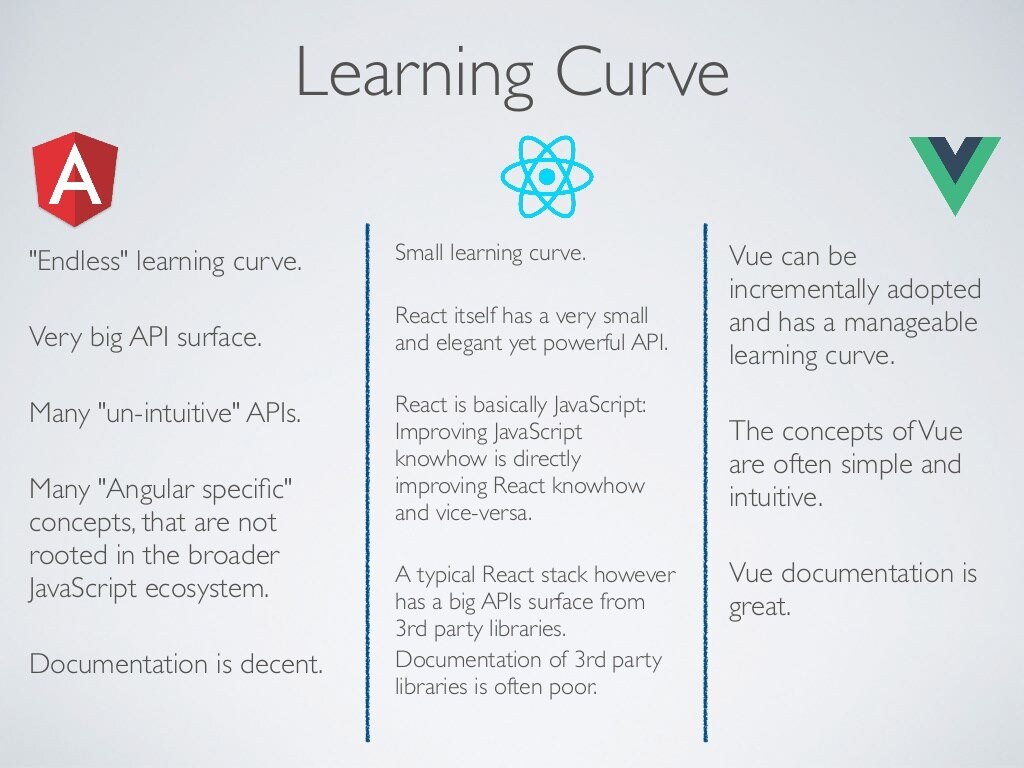 Learning Curve
A
"Endless" learning curve.
Very big API surface.
Many "un-intuitive" APIs.
Many "Angular specific"
concepts, that are not
rooted in the broader
JavaScript ecosystem.
Documentation is decent.
Small learning curve.
React itself has a very small
and elegant yet powerful API.
React is basically JavaScript:
Improving JavaScript
knowhow is directly
improving React knowhow
and vice-versa.
A typical React stack however
has a big APIs surface from
3rd party libraries.
Documentation of 3rd party
libraries is often poor.
Vue can be
incrementally adopted
and has a manageable
learning curve.
The concepts of Vue
are often simple and
intuitive.
Vue documentation is
great.